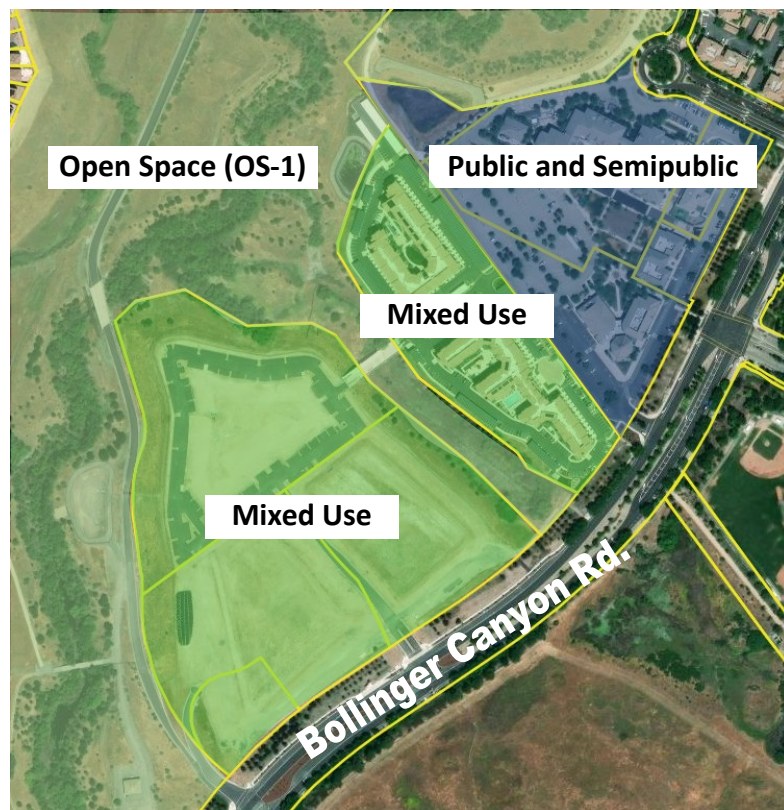 Open Space (OS-1)
Public and Semipublic
Mixed Use
Mixed Use
Bollinger Canyon Rd.